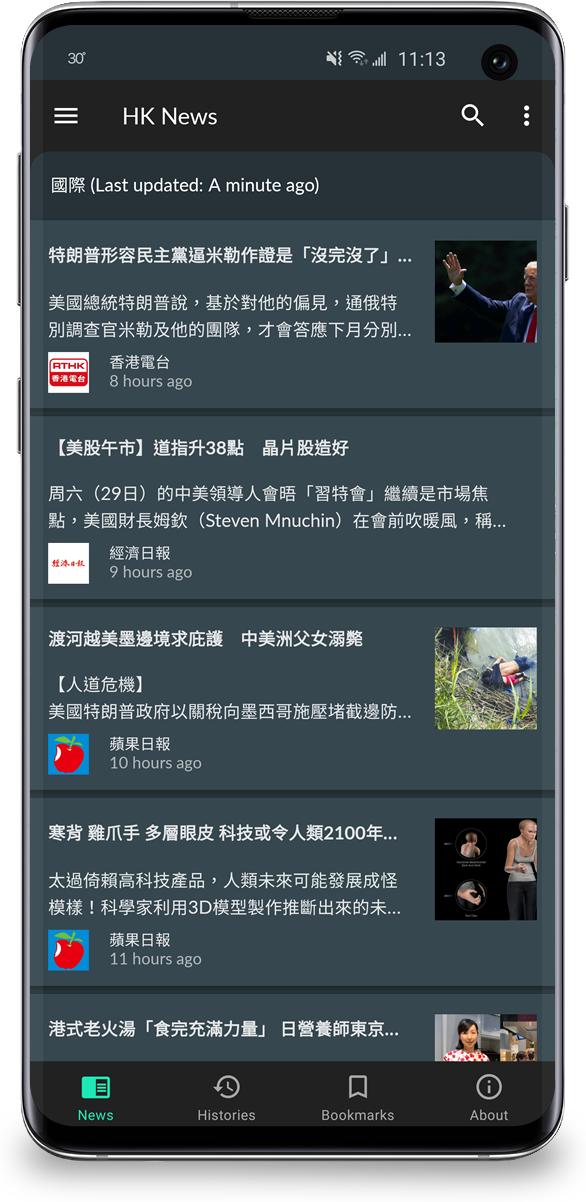 30°
11:13
HK News
國際 (Last updated: A minute ago)
特朗普形容民主黨逼米勒作證是「沒完沒了」...
美國總統特朗普說，基於對他的偏見，通俄特
別調查官米勒及他的團隊，才會答應下月分別...
RTHK
香港電台
香港電台
8 hours ago
【美股午市】道指升38點　晶片股造好
周六（29日）的中美領導人會晤「習特會」繼續是市場焦
點，美國財長姆欽（Steven Mnuchin）在會前吹暖風，稱...
經濟日報
經濟日報
9 hours ago
渡河越美墨邊境求庇護　中美洲父女溺斃
【人道危機】
美國特朗普政府以關稅向墨西哥施壓堵截邊防...
蘋果日報
10 hours ago
寒背 雞爪手 多層眼皮 科技或令人類2100年...
太過倚賴高科技產品，人類未來可能發展成怪
模樣！科學家利用3D模型製作推斷出來的未...
蘋果日報
11 hours ago
港式老火湯「食完充滿力量」 日營養師東京...
News
Histories
Bookmarks
About